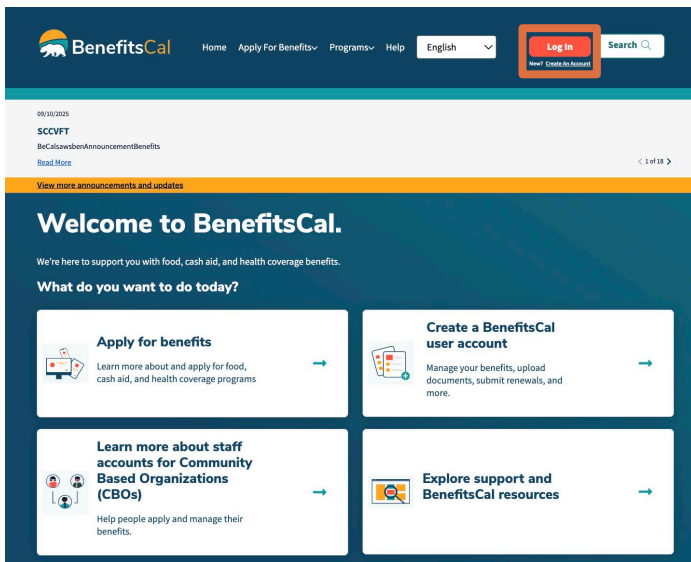 BenefitsCal
Home Apply For Benefits Programs Help English Log In Search
New? Create An Account
09/10/2025
SCCVFT
BeCalsawsbenAnnouncementBenefits
Read More
1 of 18
View more announcements and updates
Welcome to BenefitsCal.
We're here to support you with food, cash aid, and health coverage benefits.
What do you want to do today?
Apply for benefits
Learn more about and apply for food,
cash aid, and health coverage programs
Create a BenefitsCal
user account
Manage your benefits, upload
documents, submit renewals, and
more.
Learn more about staff
accounts for Community
Based Organizations
(CBOs)
Help people apply and manage their
benefits.
Explore support and
BenefitsCal resources